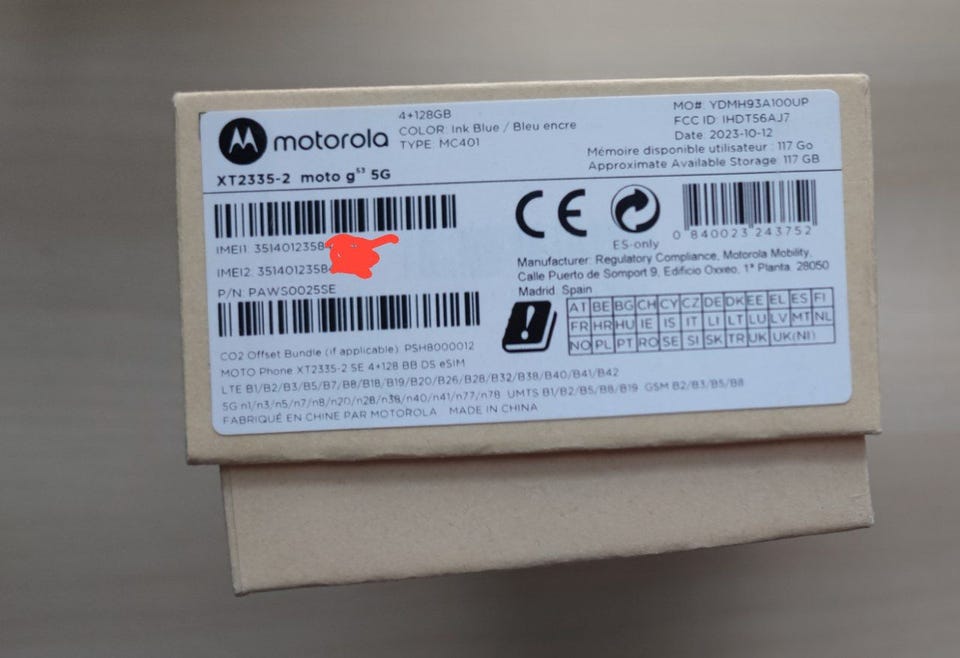 motorola
4+128GB
COLOR: Ink Blue / Bleu encre
TYPE: MC401
MO#: YDMH93A100UP
FCC ID: IHDT56AJ7
Date: 2023-10-12
Mémoire disponible utilisateur : 117 Go
Approximate Available Storage: 117 GB
XT2335-2 moto g⁵³ 5G
IMEI1: 3514012358
IMEI2: 3514012358
P/N: PAWS0025SE
CE
ES-only
0 840023 243752
Manufacturer: Regulatory Compliance, Motorola Mobility.
Calle Puerto de Somport 9, Edificio Oxxeo, 1ª Planta. 28050
Madrid. Spain
AT BE BG CH CY CZ DE DK EE EL ES FI
FR HR HU IE IS IT LI LT LU LV MT NL
NO PL PT RO SE SI SK TR UK UK(NI)
CO2 Offset Bundle (if applicable) PSH8000012
MOTO Phone XT2335-2 SE 4+128 BB DS eSIM
LTE B1/B2/B3/B5/B7/B8/B18/B19/B20/B26/B28/B32/B38/B40/B41/B42
5G n1/n3/n5/n7/n8/n20/n28/n38/n40/n41/n77/n78 UMTS B1/B2/B5/B8/B19 GSM B2/B3/B5/B8
FABRIQUÉ EN CHINE PAR MOTOROLA MADE IN CHINA